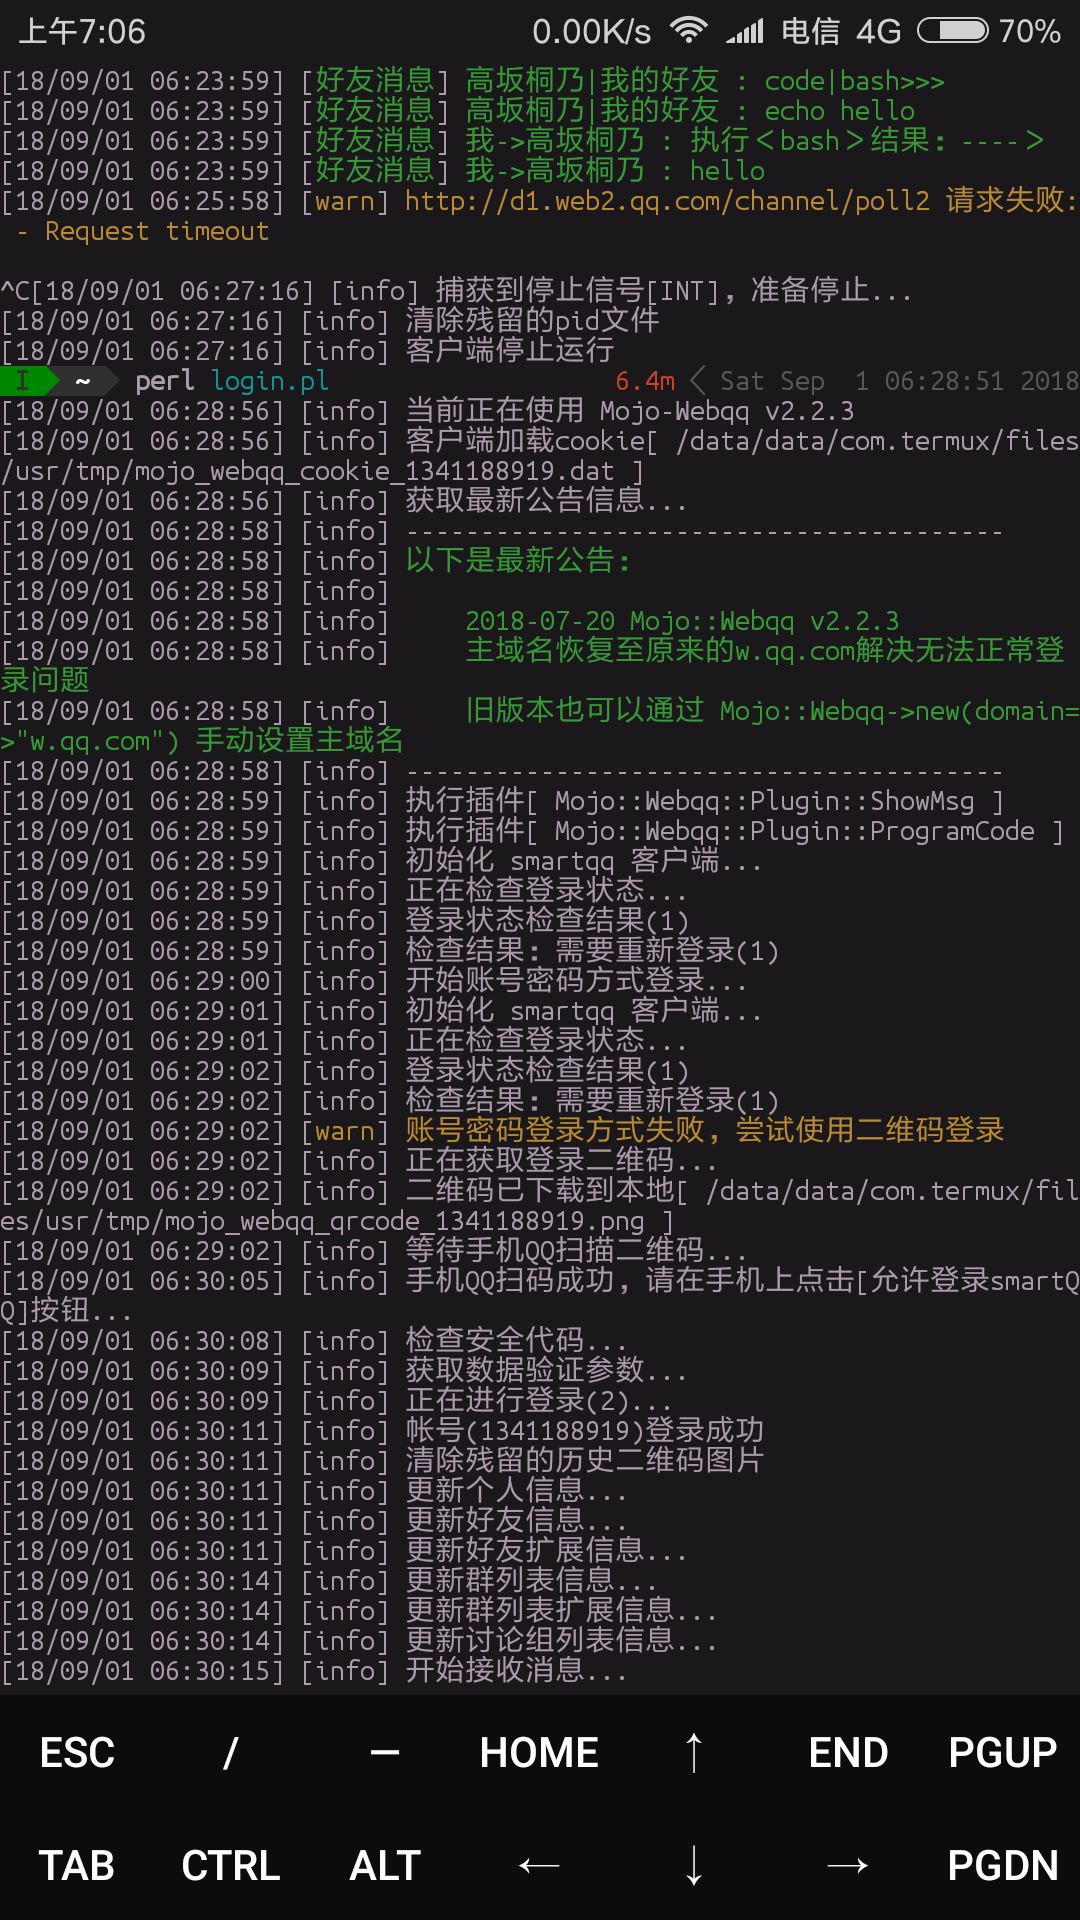 上午7:06 0.00K/s 电信 4G 70%
[18/09/01 06:23:59] [好友消息] 高坂桐乃|我的好友 : code|bash>>>
[18/09/01 06:23:59] [好友消息] 高坂桐乃|我的好友 : echo hello
[18/09/01 06:23:59] [好友消息] 我->高坂桐乃 : 执行＜bash＞结果：----＞
[18/09/01 06:23:59] [好友消息] 我->高坂桐乃 : hello
[18/09/01 06:25:58] [warn] http://d1.web2.qq.com/channel/poll2 请求失败:
- Request timeout
^C[18/09/01 06:27:16] [info] 捕获到停止信号[INT]，准备停止...
[18/09/01 06:27:16] [info] 清除残留的pid文件
[18/09/01 06:27:16] [info] 客户端停止运行
I ~ perl login.pl 6.4m Sat Sep  1 06:28:51 2018
[18/09/01 06:28:56] [info] 当前正在使用 Mojo-Webqq v2.2.3
[18/09/01 06:28:56] [info] 客户端加载cookie[ /data/data/com.termux/files
/usr/tmp/mojo_webqq_cookie_1341188919.dat ]
[18/09/01 06:28:56] [info] 获取最新公告信息...
[18/09/01 06:28:58] [info] ----------------------------------------
[18/09/01 06:28:58] [info] 以下是最新公告：
[18/09/01 06:28:58] [info]
[18/09/01 06:28:58] [info]     2018-07-20 Mojo::Webqq v2.2.3
[18/09/01 06:28:58] [info]     主域名恢复至原来的w.qq.com解决无法正常登
录问题
[18/09/01 06:28:58] [info]     旧版本也可以通过 Mojo::Webqq->new(domain=
>"w.qq.com") 手动设置主域名
[18/09/01 06:28:58] [info] ----------------------------------------
[18/09/01 06:28:59] [info] 执行插件[ Mojo::Webqq::Plugin::ShowMsg ]
[18/09/01 06:28:59] [info] 执行插件[ Mojo::Webqq::Plugin::ProgramCode ]
[18/09/01 06:28:59] [info] 初始化 smartqq 客户端...
[18/09/01 06:28:59] [info] 正在检查登录状态...
[18/09/01 06:28:59] [info] 登录状态检查结果(1)
[18/09/01 06:28:59] [info] 检查结果：需要重新登录(1)
[18/09/01 06:29:00] [info] 开始账号密码方式登录...
[18/09/01 06:29:01] [info] 初始化 smartqq 客户端...
[18/09/01 06:29:01] [info] 正在检查登录状态...
[18/09/01 06:29:02] [info] 登录状态检查结果(1)
[18/09/01 06:29:02] [info] 检查结果：需要重新登录(1)
[18/09/01 06:29:02] [warn] 账号密码登录方式失败，尝试使用二维码登录
[18/09/01 06:29:02] [info] 正在获取登录二维码...
[18/09/01 06:29:02] [info] 二维码已下载到本地[ /data/data/com.termux/fil
es/usr/tmp/mojo_webqq_qrcode_1341188919.png ]
[18/09/01 06:29:02] [info] 等待手机QQ扫描二维码...
[18/09/01 06:30:05] [info] 手机QQ扫码成功，请在手机上点击[允许登录smartQ
Q]按钮...
[18/09/01 06:30:08] [info] 检查安全代码...
[18/09/01 06:30:09] [info] 获取数据验证参数...
[18/09/01 06:30:09] [info] 正在进行登录(2)...
[18/09/01 06:30:11] [info] 帐号(1341188919)登录成功
[18/09/01 06:30:11] [info] 清除残留的历史二维码图片
[18/09/01 06:30:11] [info] 更新个人信息...
[18/09/01 06:30:11] [info] 更新好友信息...
[18/09/01 06:30:11] [info] 更新好友扩展信息...
[18/09/01 06:30:14] [info] 更新群列表信息...
[18/09/01 06:30:14] [info] 更新群列表扩展信息...
[18/09/01 06:30:14] [info] 更新讨论组列表信息...
[18/09/01 06:30:15] [info] 开始接收消息...
ESC / — HOME ↑ END PGUP
TAB CTRL ALT ← ↓ → PGDN